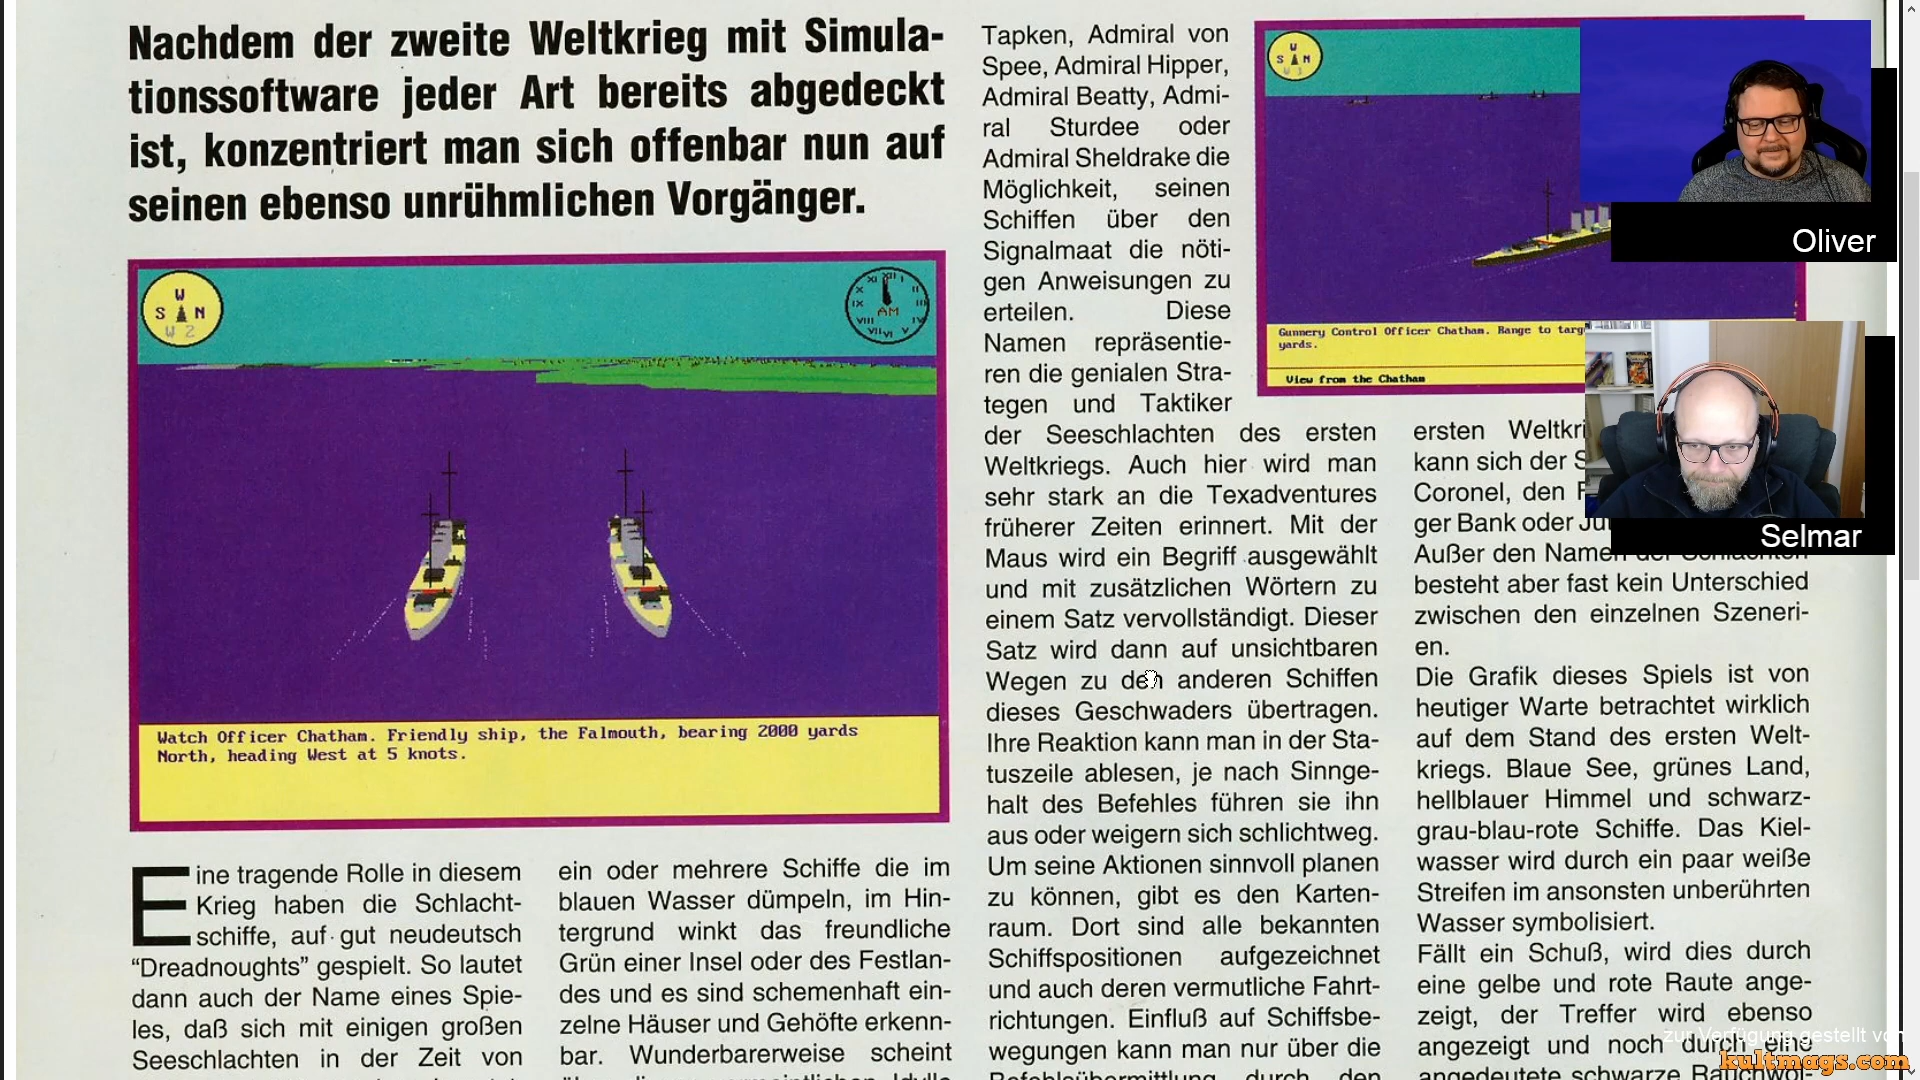 Nachdem der zweite Weltkrieg mit Simula-
tionssoftware jeder Art bereits abgedeckt
ist, konzentriert man sich offenbar nun auf
seinen ebenso unrühmlichen Vorgänger.
W
S N
W 2
AM
Watch Officer Chatham. Friendly ship, the Falmouth, bearing 2000 yards
North, heading West at 5 knots.
Eine tragende Rolle in diesem
Krieg haben die Schlacht-
schiffe, auf gut neudeutsch
“Dreadnoughts” gespielt. So lautet
dann auch der Name eines Spie-
les, daß sich mit einigen großen
Seeschlachten in der Zeit von
ein oder mehrere Schiffe die im
blauen Wasser dümpeln, im Hin-
tergrund winkt das freundliche
Grün einer Insel oder des Festlan-
des und es sind schemenhaft ein-
zelne Häuser und Gehöfte erkenn-
bar. Wunderbarerweise scheint
Tapken, Admiral von
Spee, Admiral Hipper,
Admiral Beatty, Admi-
ral Sturdee oder
Admiral Sheldrake die
Möglichkeit, seinen
Schiffen über den
Signalmaat die nöti-
gen Anweisungen zu
erteilen. Diese
Namen repräsentie-
ren die genialen Stra-
tegen und Taktiker
der Seeschlachten des ersten
Weltkriegs. Auch hier wird man
sehr stark an die Texadventures
früherer Zeiten erinnert. Mit der
Maus wird ein Begriff ausgewählt
und mit zusätzlichen Wörtern zu
einem Satz vervollständigt. Dieser
Satz wird dann auf unsichtbaren
Wegen zu den anderen Schiffen
dieses Geschwaders übertragen.
Ihre Reaktion kann man in der Sta-
tuszeile ablesen, je nach Sinnge-
halt des Befehles führen sie ihn
aus oder weigern sich schlichtweg.
Um seine Aktionen sinnvoll planen
zu können, gibt es den Karten-
raum. Dort sind alle bekannten
Schiffspositionen aufgezeichnet
und auch deren vermutliche Fahrt-
richtungen. Einfluß auf Schiffsbe-
wegungen kann man nur über die
Befehlsübermittlung durch den
W
S N
Gunnery Control Officer Chatham. Range to targ
yards.
View from the Chatham
ersten Weltkri
kann sich der S
Coronel, den F
ger Bank oder Ju
Außer den Namen der Schlachten
besteht aber fast kein Unterschied
zwischen den einzelnen Szeneri-
en.
Die Grafik dieses Spiels ist von
heutiger Warte betrachtet wirklich
auf dem Stand des ersten Welt-
kriegs. Blaue See, grünes Land,
hellblauer Himmel und schwarz-
grau-blau-rote Schiffe. Das Kiel-
wasser wird durch ein paar weiße
Streifen im ansonsten unberührten
Wasser symbolisiert.
Fällt ein Schuß, wird dies durch
eine gelbe und rote Raute ange-
zeigt, der Treffer wird ebenso
angezeigt und noch durch eine
angedeutete schwarze Rauchwol-
Oliver
Selmar
zur Verfügung gestellt von
kultmags.com